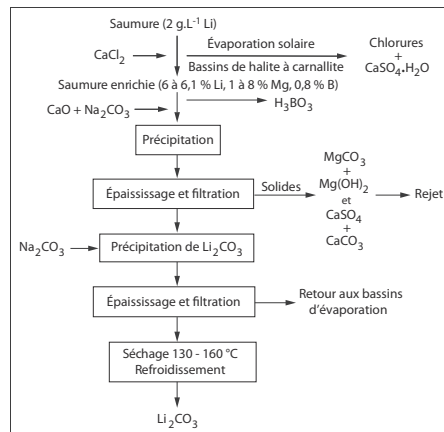 Saumure (2 g.L⁻¹ Li)
CaCl₂
Évaporation solaire
Bassins de halite à carnallite
Chlorures
+
CaSO₄•H₂O
Saumure enrichie (6 à 6,1 % Li, 1 à 8 % Mg, 0,8 % B)
H₃BO₃
CaO + Na₂CO₃
Précipitation
Épaississage et filtration
Solides
MgCO₃
+
Mg(OH)₂
et
CaSO₄
+
CaCO₃
Rejet
Na₂CO₃
Précipitation de Li₂CO₃
Épaississage et filtration
Retour aux bassins
d'évaporation
Séchage 130 - 160 °C
Refroidissement
Li₂CO₃